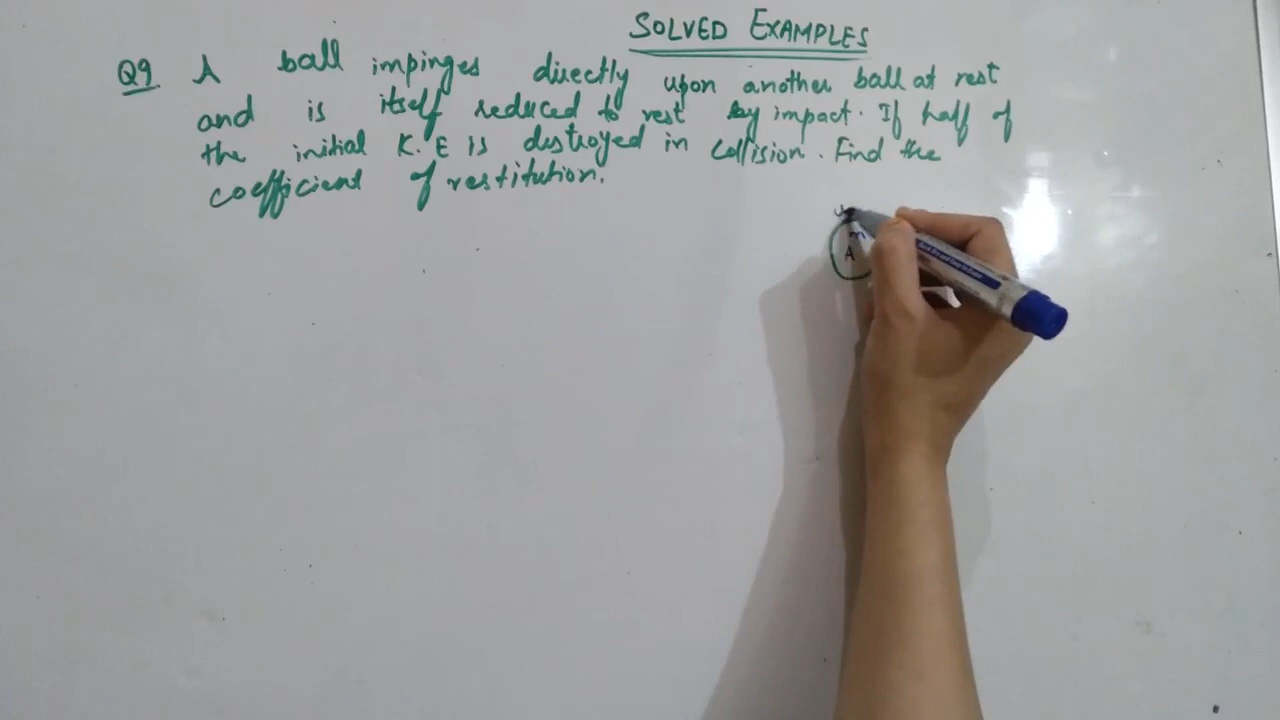 SOLVED EXAMPLES
Q9 A ball impinges directly upon another ball at rest
and is itself reduced to rest by impact. If half of
the initial K.E is destroyed in collision. Find the
coefficient of restitution.
A